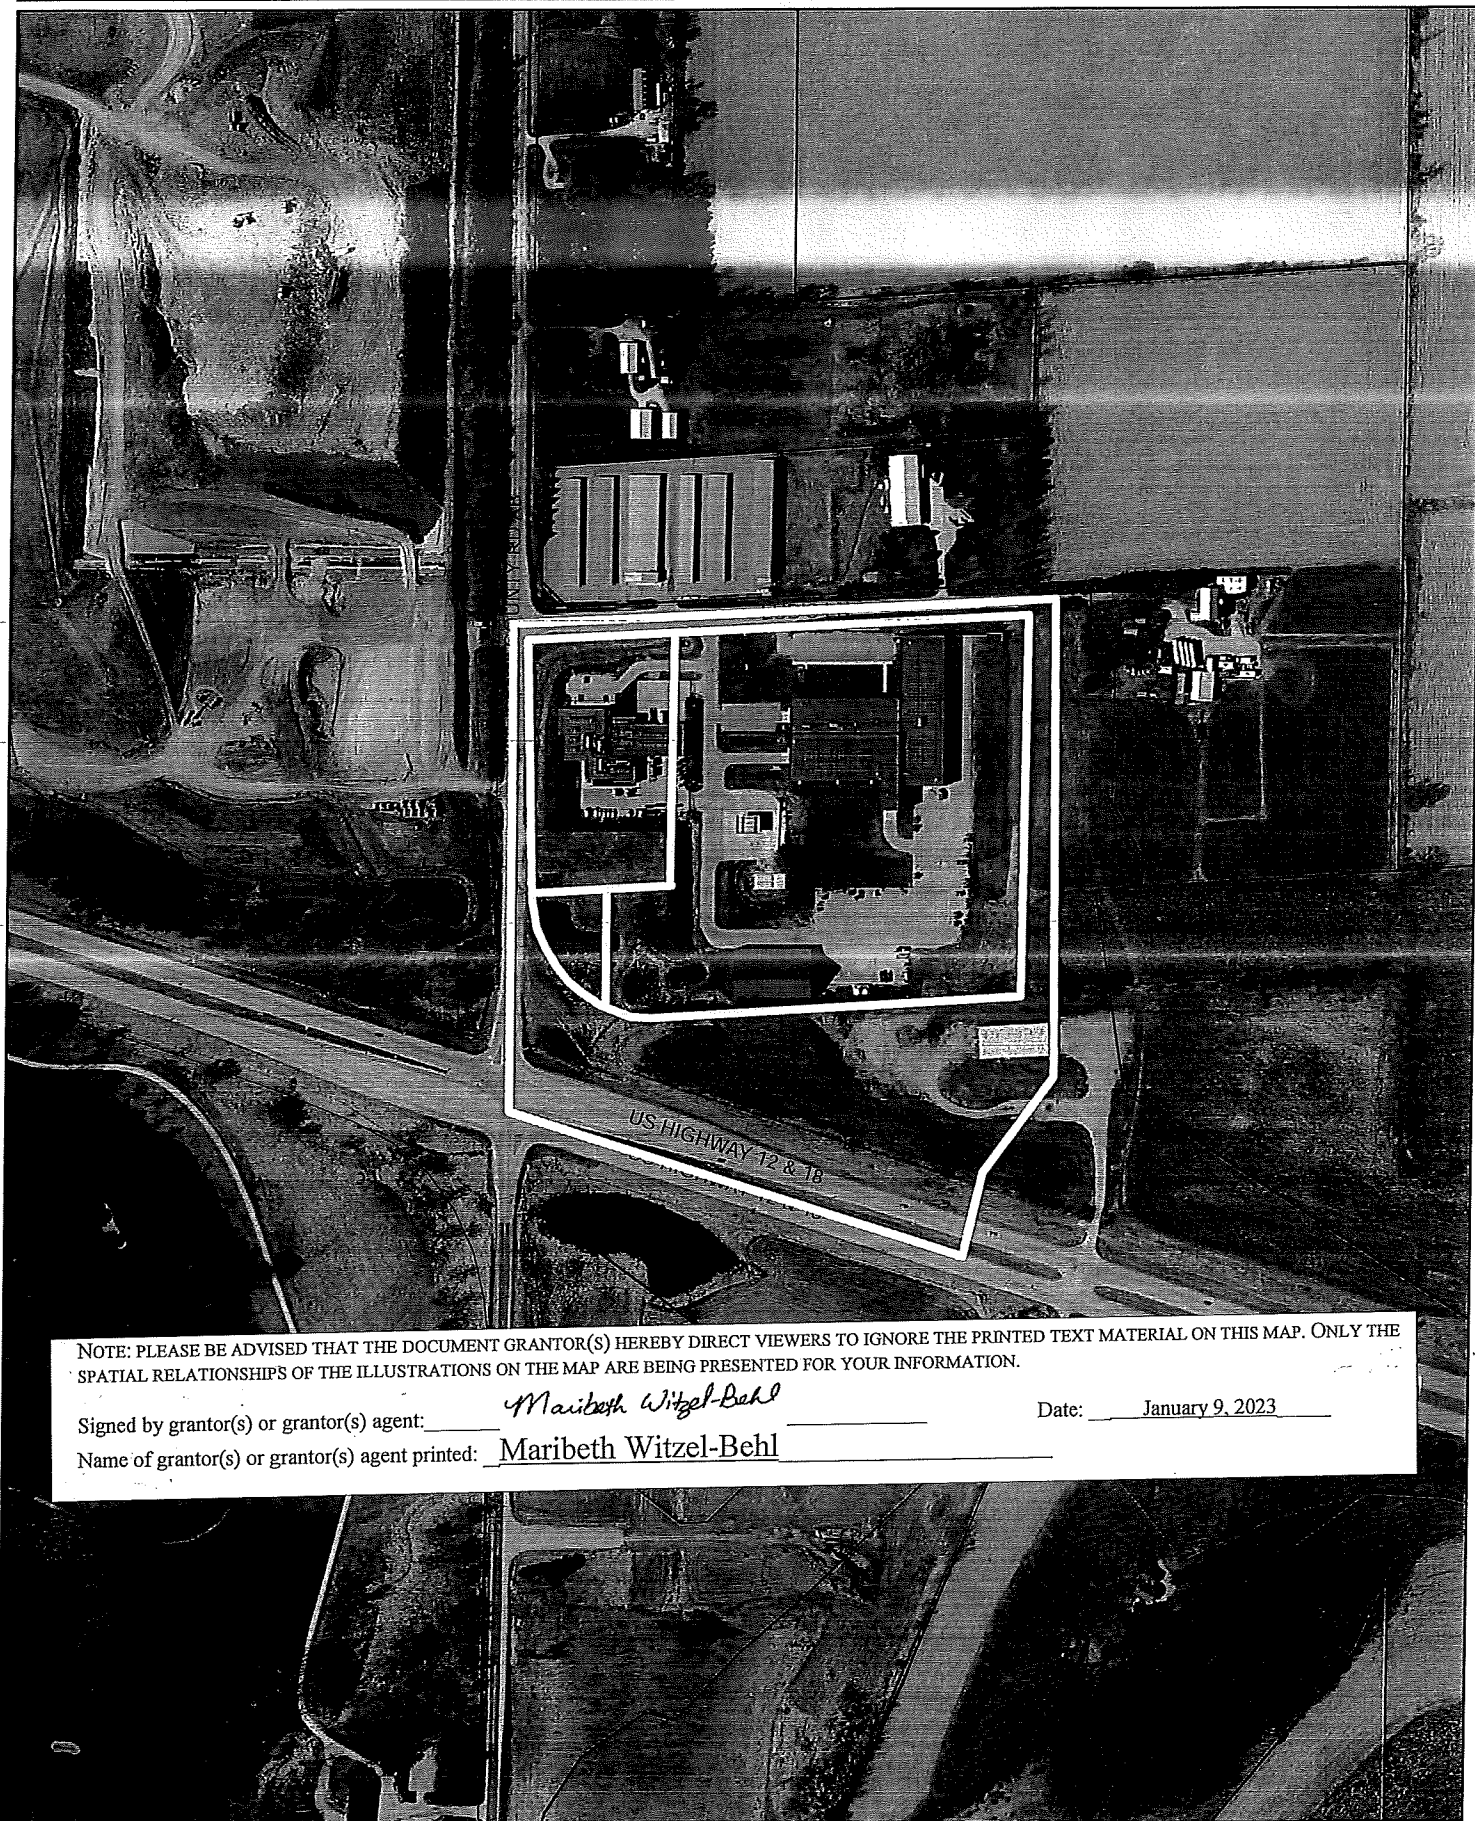 US HIGHWAY 12 & 18
NOTE: PLEASE BE ADVISED THAT THE DOCUMENT GRANTOR(S) HEREBY DIRECT VIEWERS TO IGNORE THE PRINTED TEXT MATERIAL ON THIS MAP. ONLY THE
SPATIAL RELATIONSHIPS OF THE ILLUSTRATIONS ON THE MAP ARE BEING PRESENTED FOR YOUR INFORMATION.
Signed by grantor(s) or grantor(s) agent: Maribeth Witzel-Behl Date: January 9, 2023
Name of grantor(s) or grantor(s) agent printed: Maribeth Witzel-Behl